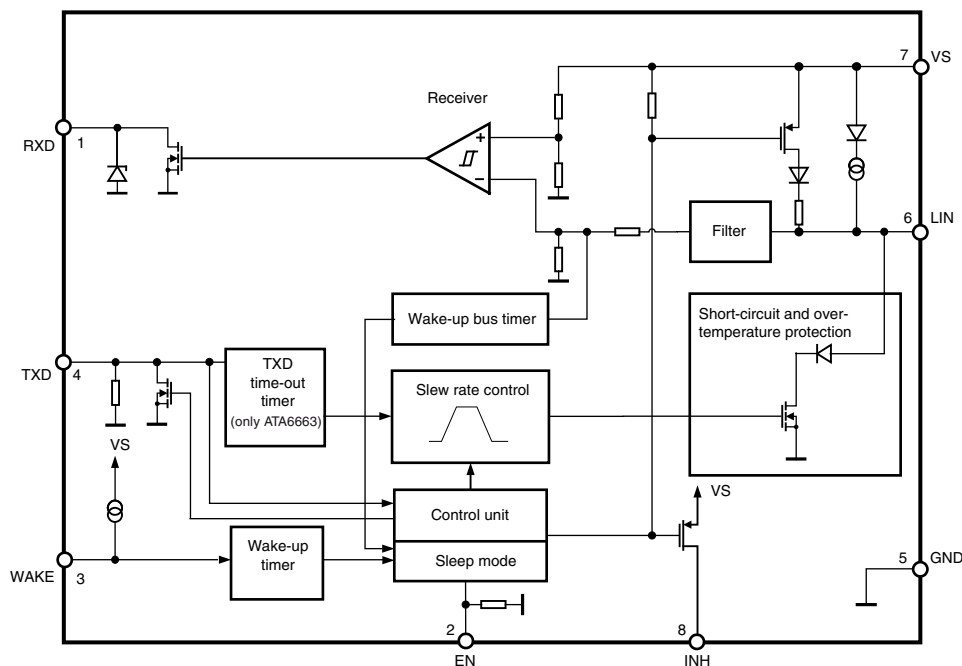 7
VS
Receiver
RXD
1
+
−
6
LIN
Filter
Short-circuit and over-
temperature protection
Wake-up bus timer
TXD
4
TXD
time-out
timer
(only ATA6663)
Slew rate control
VS
VS
Control unit
Sleep mode
Wake-up
timer
WAKE
3
5
GND
2
EN
8
INH